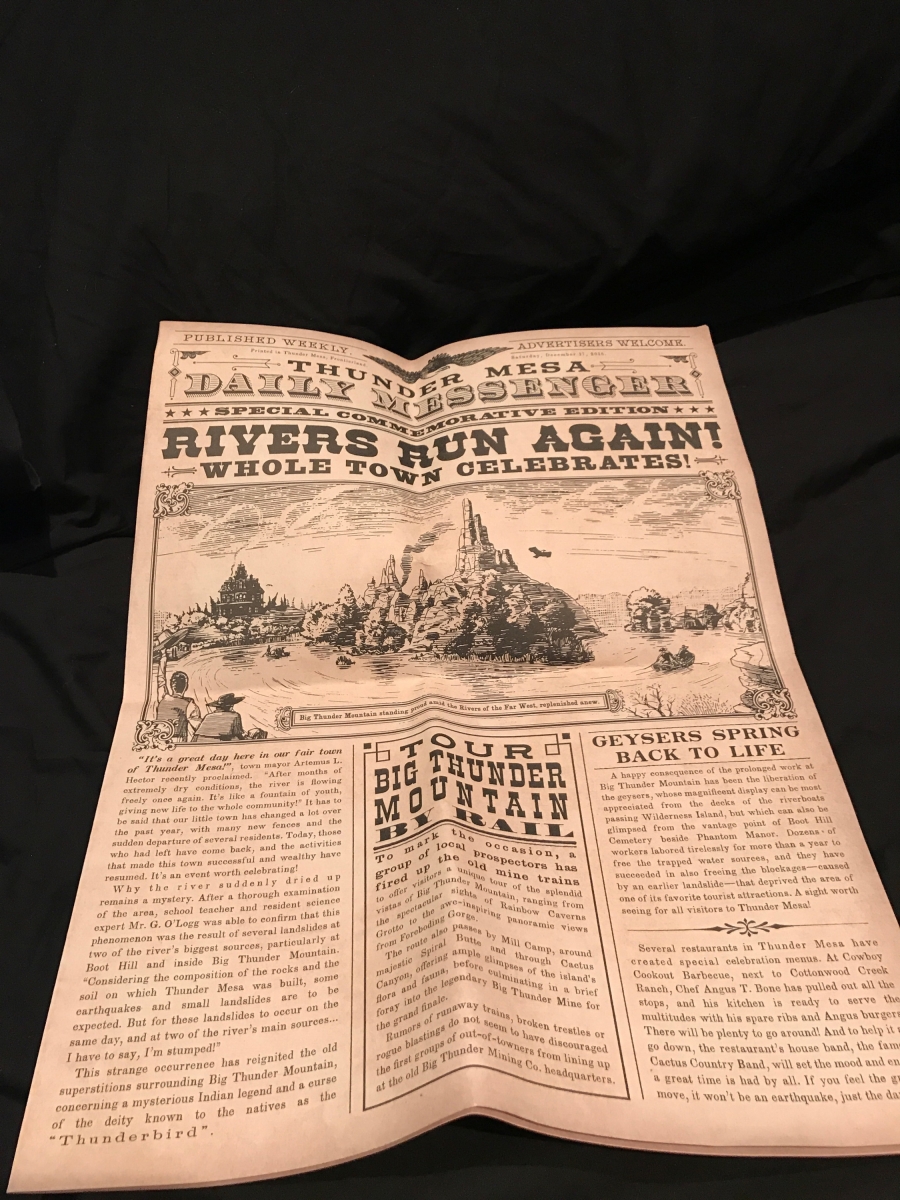 PUBLISHED WEEKLY.
ADVERTISERS WELCOME.
Printed in Thunder Mesa,
Saturday, December
THUNDER MESA
DAILY MESSENGER
★ ★ ★ SPECIAL COMMEMORATIVE EDITION ★ ★ ★
RIVERS RUN AGAIN!
WHOLE TOWN CELEBRATES!
Big Thunder Mountain standing proud amid the Rivers of the Far West, replenished anew.
"It's a great day here in our fair town
of Thunder Mesa!", town mayor Artemus L.
Hector recently proclaimed. "After months of
extremely dry conditions, the river is flowing
freely once again. It's like a fountain of youth,
giving new life to the whole community!" It has to
be said that our little town has changed a lot over
the past year, with many new fences and the
sudden departure of several residents. Today, those
who had left have come back, and the activities
that made this town successful and wealthy have
resumed. It's an event worth celebrating!
Why the river suddenly dried up
remains a mystery. After a thorough examination
of the area, school teacher and resident science
expert Mr. G. O'Logg was able to confirm that this
phenomenon was the result of several landslides at
two of the river's biggest sources, particularly at
Boot Hill and inside Big Thunder Mountain.
"Considering the composition of the rocks and the
soil on which Thunder Mesa was built, some
earthquakes and small landslides are to be
expected. But for these landslides to occur on the
same day, and at two of the river's main sources...
I have to say, I'm stumped!"
This strange occurrence has reignited the old
superstitions surrounding Big Thunder Mountain,
concerning a mysterious Indian legend and a curse
of the deity known to the natives as the
"Thunderbird".
TOUR
BIG THUNDER
MOUNTAIN
BY RAIL
To mark the occasion, a
group of local prospectors has
fired up the old mine trains
to offer visitors a unique tour of the splendid
vistas of Big Thunder Mountain, ranging from
the spectacular sights of Rainbow Caverns
Grotto to the awe-inspiring panoramic views
from Foreboding Gorge.
The route also passes by Mill Camp, around
majestic Spiral Butte and through Cactus
Canyon, offering ample glimpses of the island's
flora and fauna, before culminating in a brief
foray into the legendary Big Thunder Mine for
the grand finale.
Rumors of runaway trains, broken trestles or
rogue blastings do not seem to have discouraged
the first groups of out-of-towners from lining up
at the old Big Thunder Mining Co. headquarters.
GEYSERS SPRING
BACK TO LIFE
A happy consequence of the prolonged work at
Big Thunder Mountain has been the liberation of
the geysers, whose magnificent display can be most
appreciated from the decks of the riverboats
passing Wilderness Island, but which can also be
glimpsed from the vantage point of Boot Hill
Cemetery beside Phantom Manor. Dozens of
workers labored tirelessly for more than a year to
free the trapped water sources, and they have
succeeded in also freeing the blockages—caused
by an earlier landslide—that deprived the area of
one of its favorite tourist attractions. A sight worth
seeing for all visitors to Thunder Mesa!
Several restaurants in Thunder Mesa have
created special celebration menus. At Cowboy
Cookout Barbecue, next to Cottonwood Creek
Ranch, Chef Angus T. Bone has pulled out all the
stops, and his kitchen is ready to serve the
multitudes with his spare ribs and Angus burgers
There will be plenty to go around! And to help it a
go down, the restaurant's house band, the fam
Cactus Country Band, will set the mood and en
a great time is had by all. If you feel the g
move, it won't be an earthquake, just the da